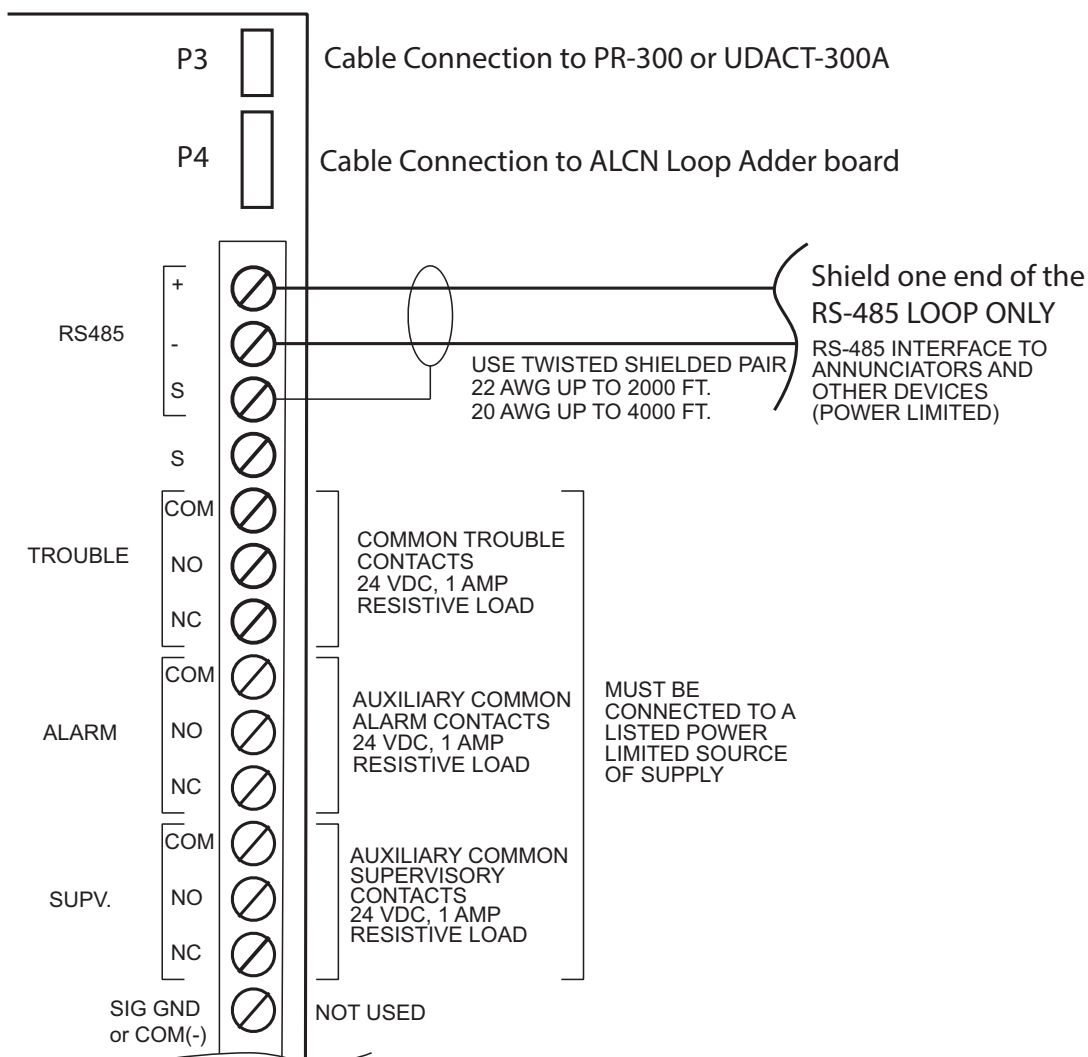 P3
Cable Connection to PR-300 or UDACT-300A
P4
Cable Connection to ALCN Loop Adder board
RS485
+
-
S
S
USE TWISTED SHIELDED PAIR
22 AWG UP TO 2000 FT.
20 AWG UP TO 4000 FT.
Shield one end of the
RS-485 LOOP ONLY
RS-485 INTERFACE TO
ANNUNCIATORS AND
OTHER DEVICES
(POWER LIMITED)
TROUBLE
COM
NO
NC
COMMON TROUBLE
CONTACTS
24 VDC, 1 AMP
RESISTIVE LOAD
ALARM
COM
NO
NC
AUXILIARY COMMON
ALARM CONTACTS
24 VDC, 1 AMP
RESISTIVE LOAD
MUST BE
CONNECTED TO A
LISTED POWER
LIMITED SOURCE
OF SUPPLY
SUPV.
COM
NO
NC
AUXILIARY COMMON
SUPERVISORY
CONTACTS
24 VDC, 1 AMP
RESISTIVE LOAD
SIG GND
or COM(-)
NOT USED